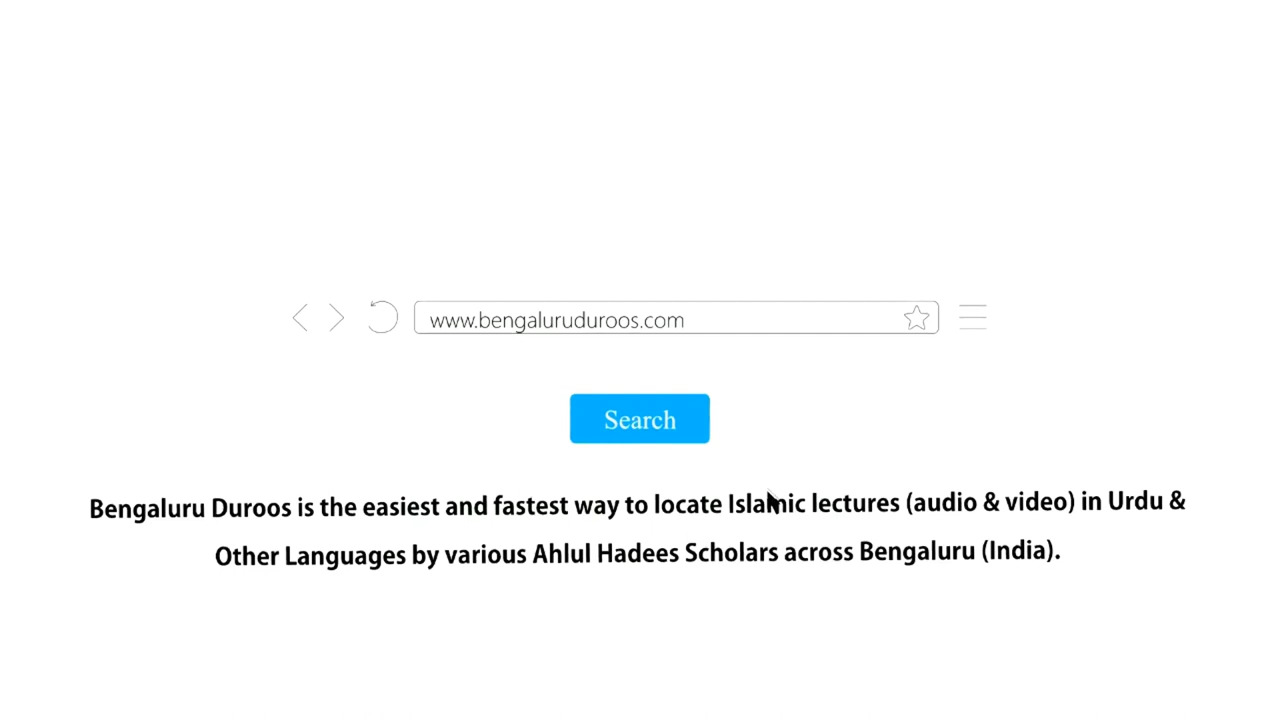 www.bengaluruduroos.com
Search
Bengaluru Duroos is the easiest and fastest way to locate Islamic lectures (audio & video) in Urdu &
Other Languages by various Ahlul Hadees Scholars across Bengaluru (India).